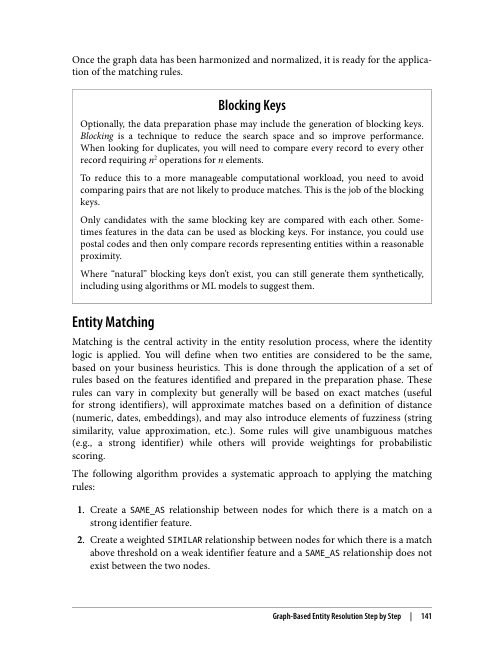 Once the graph data has been harmonized and normalized, it is ready for the applica-
tion of the matching rules.
Blocking Keys
Optionally, the data preparation phase may include the generation of blocking keys.
Blocking is a technique to reduce the search space and so improve performance.
When looking for duplicates, you will need to compare every record to every other
record requiring n² operations for n elements.
To reduce this to a more manageable computational workload, you need to avoid
comparing pairs that are not likely to produce matches. This is the job of the blocking
keys.
Only candidates with the same blocking key are compared with each other. Some-
times features in the data can be used as blocking keys. For instance, you could use
postal codes and then only compare records representing entities within a reasonable
proximity.
Where “natural” blocking keys don’t exist, you can still generate them synthetically,
including using algorithms or ML models to suggest them.
Entity Matching
Matching is the central activity in the entity resolution process, where the identity
logic is applied. You will define when two entities are considered to be the same,
based on your business heuristics. This is done through the application of a set of
rules based on the features identified and prepared in the preparation phase. These
rules can vary in complexity but generally will be based on exact matches (useful
for strong identifiers), will approximate matches based on a definition of distance
(numeric, dates, embeddings), and may also introduce elements of fuzziness (string
similarity, value approximation, etc.). Some rules will give unambiguous matches
(e.g., a strong identifier) while others will provide weightings for probabilistic
scoring.
The following algorithm provides a systematic approach to applying the matching
rules:
1. Create a SAME_AS relationship between nodes for which there is a match on a
strong identifier feature.
2. Create a weighted SIMILAR relationship between nodes for which there is a match
above threshold on a weak identifier feature and a SAME_AS relationship does not
exist between the two nodes.
Graph-Based Entity Resolution Step by Step | 141